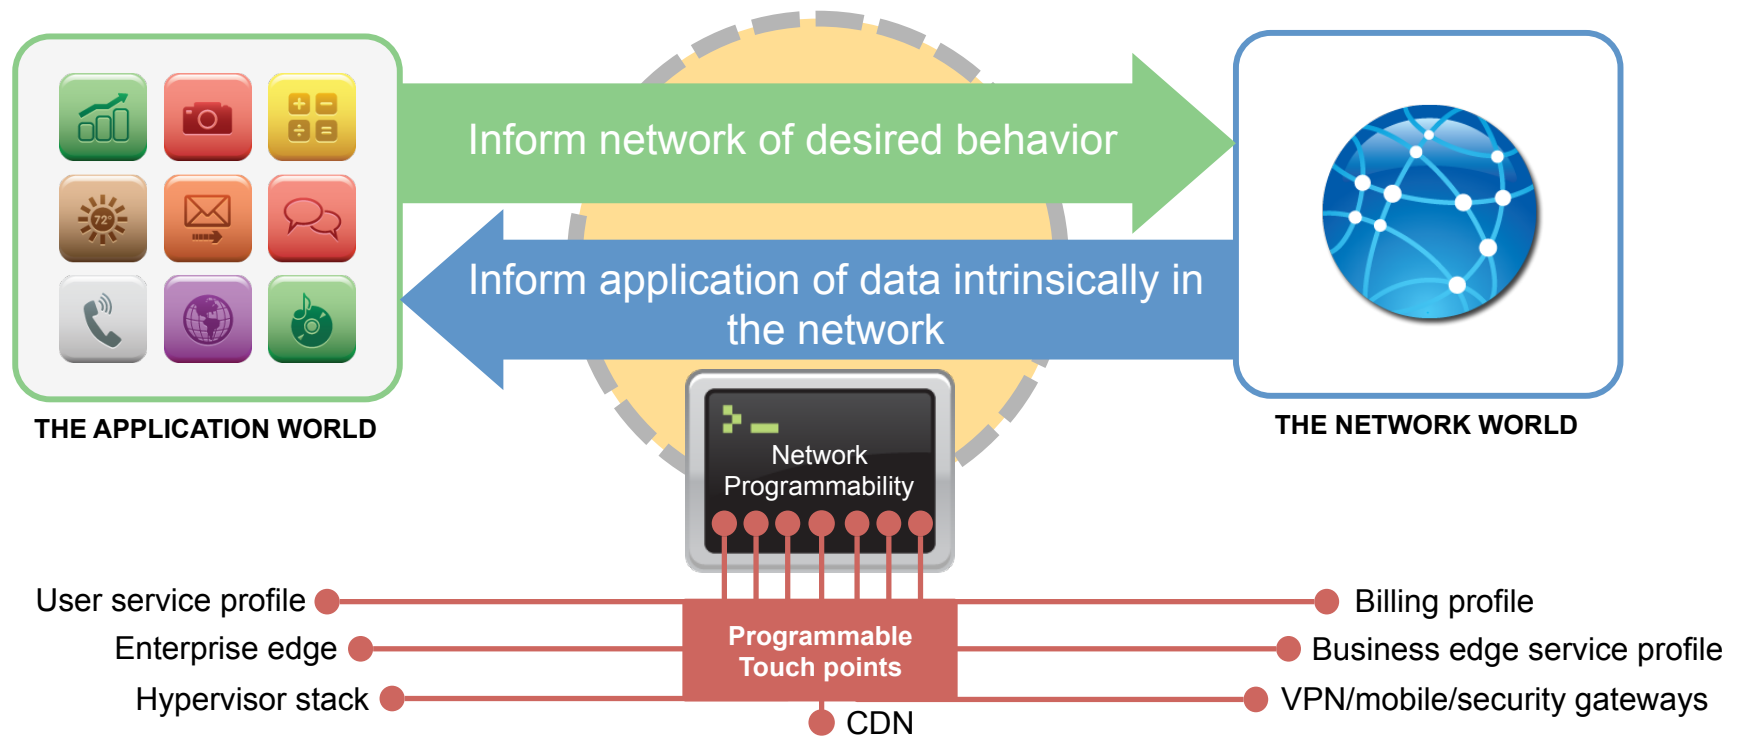 Inform network of desired behavior
72°
Inform application of data intrinsically in
the network
THE APPLICATION WORLD
THE NETWORK WORLD
Network
Programmability
Programmable
Touch points
User service profile
Enterprise edge
Hypervisor stack
CDN
Billing profile
Business edge service profile
VPN/mobile/security gateways